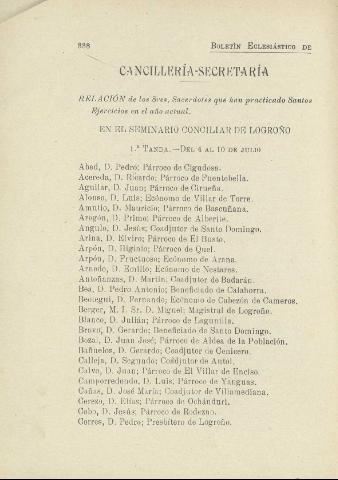 338 BOLETÍN ECLESIÁSTICO DE
CANCILLERÍA-SECRETARÍA
RELACIÓN de los Sres. Sacerdotes que han practicado Santos
Ejercicios en el año actual.
EN EL SEMINARIO CONCILIAR DE LOGROÑO
1.ª TANDA.—DEL 4 AL 10 DE JULIO
Abad, D. Pedro; Párroco de Cigudosa.
Acereda, D. Ricardo; Párroco de Fuentebella.
Aguilar, D. Juan; Párroco de Cirueña.
Alonso, D. Luis; Ecónomo de Villar de Torre.
Amutio, D. Mauricio; Párroco de Bascuñana.
Aragón, D. Primo; Párroco de Alberite.
Angulo, D. Jesús; Coadjutor de Santo Domingo.
Arina, D. Elviro; Párroco de El Busto.
Arpón, D. Higinio; Párroco de Quel.
Arpón, D. Fructuoso; Ecónomo de Azana.
Arnedo, D. Emilio; Ecónomo de Nestares.
Antoñanzas, D. Martín; Coadjutor de Badarán.
Bea, D. Pedro Antonio; Beneficiado de Calahorra.
Benegui, D. Fernando; Ecónomo de Cabezón de Cameros.
Berger, M. I. Sr. D. Miguel; Magistral de Logroño.
Blanco, D. Julián; Párroco de Lagunilla.
Bravo, D. Gerardo; Beneficiado de Santo Domingo.
Bozal, D. Juan José; Párroco de Aldea de la Población.
Bañuelos, D. Gerardo; Coadjutor de Cenicero.
Calleja, D. Segundo; Coadjutor de Autol.
Calvo, D. Juan; Párroco de El Villar de Enciso.
Camporredondo, D. Luis; Párroco de Yanguas.
Cañas, D. José María; Coadjutor de Villamediana.
Cerezo, D. Elías; Párroco de Ochánduri.
Cobo, D. Jesús; Párroco de Rodezno.
Corres, D. Pedro; Presbítero de Logroño.